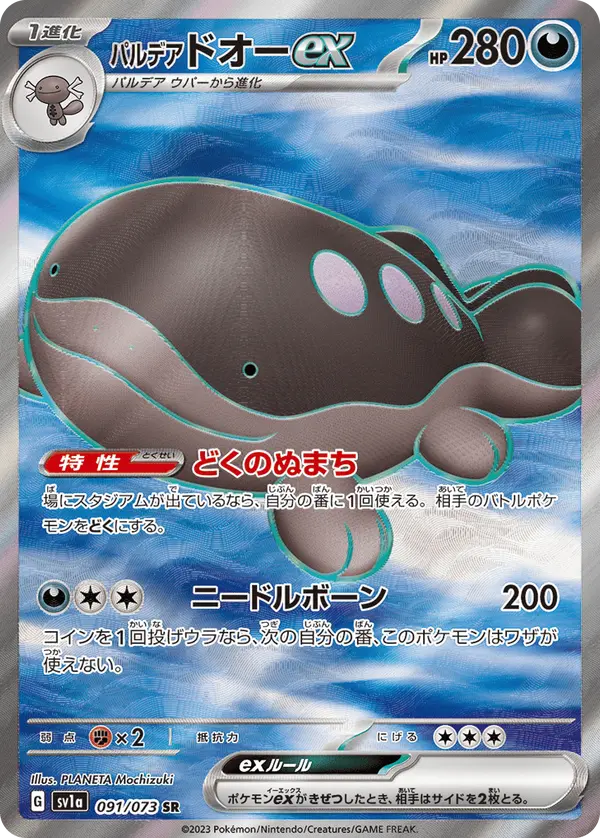 1進化
パルデアドオーex
HP280
パルデア ウパーから進化
特性 とくせい どくのぬまち
場にスタジアムが出ているなら、自分の番に1回使える。相手のバトルポケ
モンをどくにする。
ニードルボーン 200
コインを1回投げウラなら、次の自分の番、このポケモンはワザが
使えない。
弱点 ×2 抵抗力 にげる
Illus. PLANETA Mochizuki
exルール
ポケモンexがきぜつしたとき、相手はサイドを2枚とる。
G sv1a 091/073 SR
©2023 Pokémon/Nintendo/Creatures/GAME FREAK.